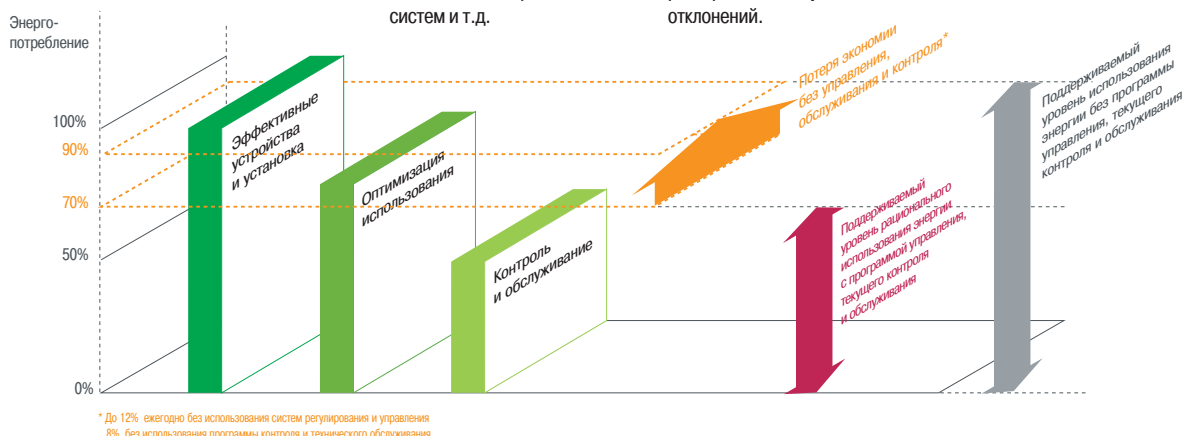 систем и т.д.
отклонений.
Энерго-
потребление
100%
90%
70%
50%
0%
Эффективные
устройства
и установка
Оптимизация
использования
Контроль
и обслуживание
Потеря экономии
без управления,
обслуживания и контроля*
Поддерживаемый
уровень рационального
использования энергии
с программой управления,
текущего контроля
и обслуживания
Поддерживаемый
уровень использования
энергии без программы
управления, текущего
контроля и обслуживания
* До 12% ежегодно без использования систем регулирования и управления
8% без использования программы контроля и технического обслуживания